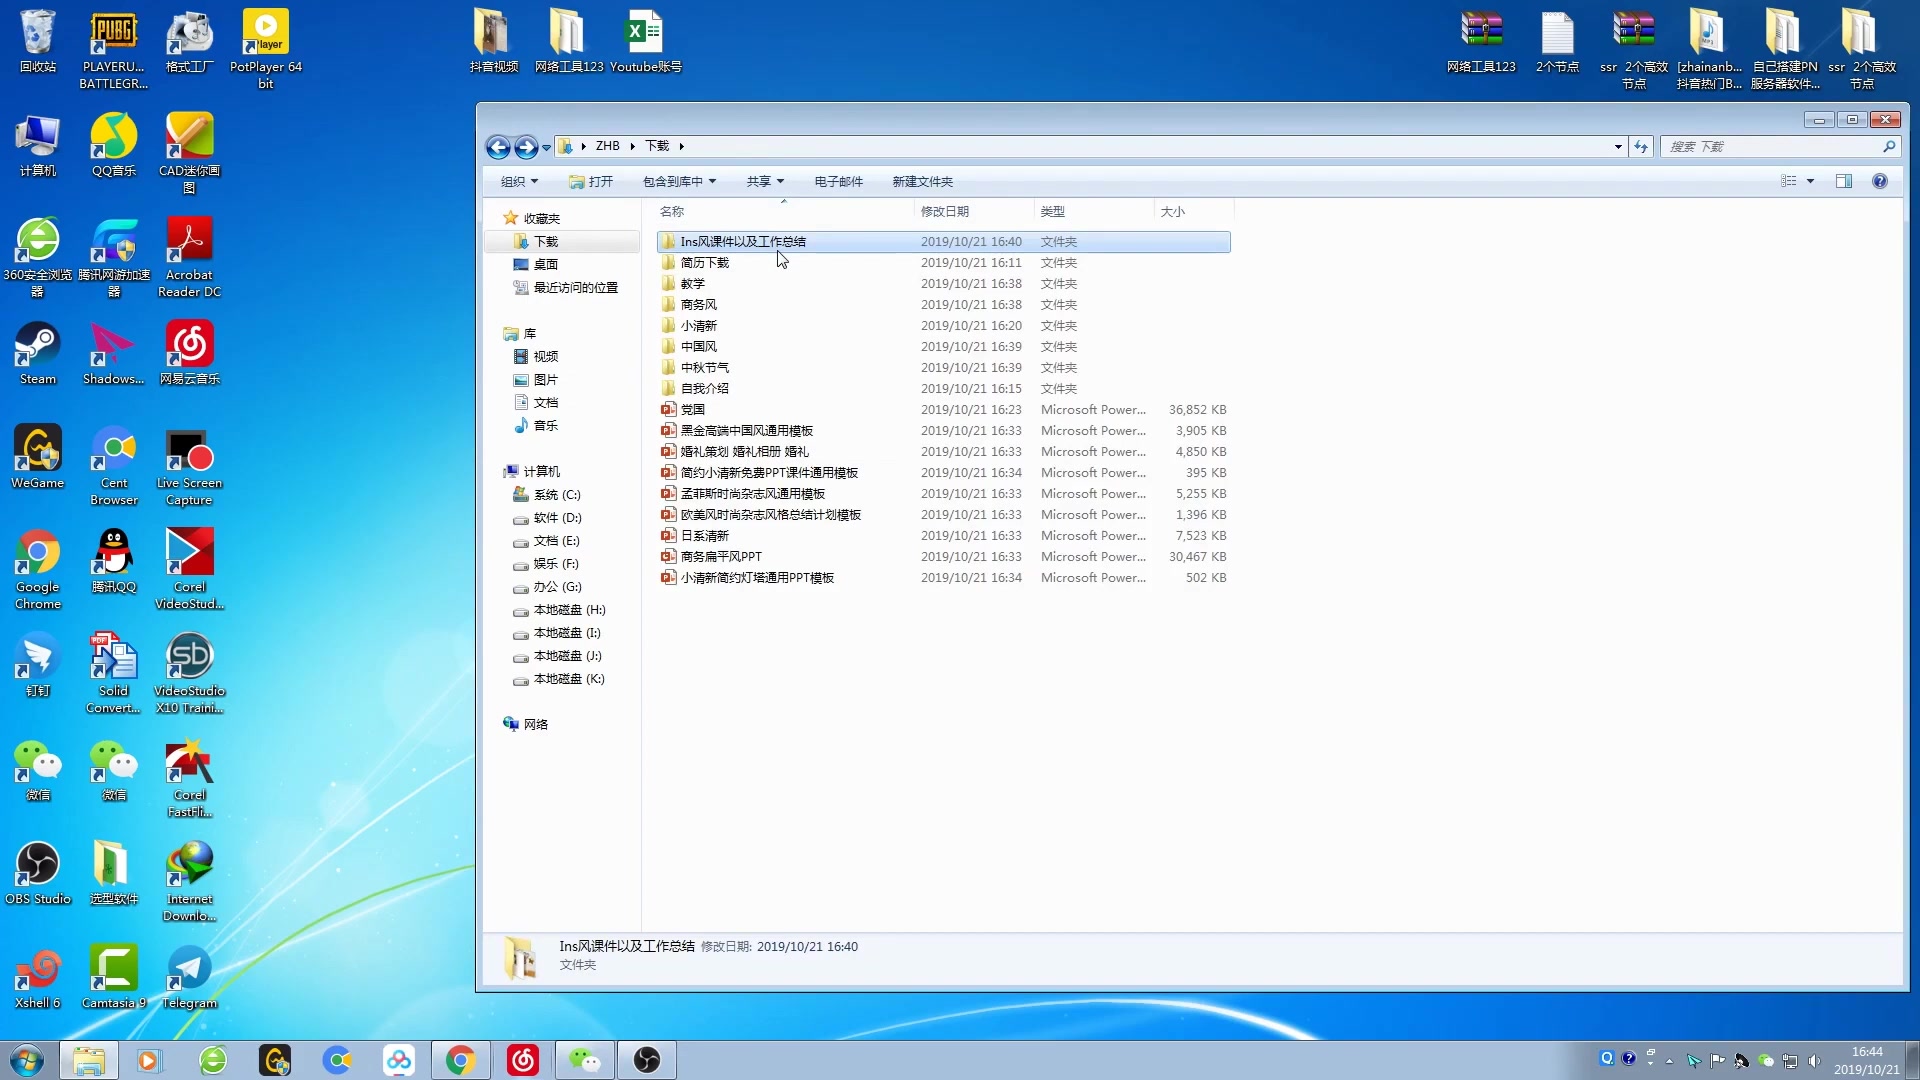 回收站
PLAYERU...
BATTLEGR...
格式工厂
PotPlayer 64
bit
抖音视频
网络工具123
Youtube账号
网络工具123
2个节点
ssr 2个高效
节点
[zhainanb...
抖音热门B...
自己搭建PN
服务器软件...
ssr 2个高效
节点
计算机
QQ音乐
CAD迷你画
图
360安全浏览
器
腾讯网游加速
器
Acrobat
Reader DC
Steam
Shadows...
网易云音乐
WeGame
Cent
Browser
Live Screen
Capture
Google
Chrome
腾讯QQ
Corel
VideoStud...
钉钉
Solid
Convert...
VideoStudio
X10 Traini...
微信
微信
Corel
FastFli...
OBS Studio
选型软件
Internet
Downlo...
Xshell 6
Camtasia 9
Telegram
ZHB 下载
搜索 下载
组织 打开 包含到库中 共享 电子邮件 新建文件夹
收藏夹
下载
桌面
最近访问的位置
库
视频
图片
文档
音乐
计算机
系统 (C:)
软件 (D:)
文档 (E:)
娱乐 (F:)
办公 (G:)
本地磁盘 (H:)
本地磁盘 (I:)
本地磁盘 (J:)
本地磁盘 (K:)
网络
名称 修改日期 类型 大小
Ins风课件以及工作总结 2019/10/21 16:40 文件夹
简历下载 2019/10/21 16:11 文件夹
教学 2019/10/21 16:38 文件夹
商务风 2019/10/21 16:38 文件夹
小清新 2019/10/21 16:20 文件夹
中国风 2019/10/21 16:39 文件夹
中秋节气 2019/10/21 16:39 文件夹
自我介绍 2019/10/21 16:15 文件夹
党国 2019/10/21 16:23 Microsoft Power... 36,852 KB
黑金高端中国风通用模板 2019/10/21 16:33 Microsoft Power... 3,905 KB
婚礼策划 婚礼相册 婚礼 2019/10/21 16:33 Microsoft Power... 4,850 KB
简约小清新免费PPT课件通用模板 2019/10/21 16:34 Microsoft Power... 395 KB
孟菲斯时尚杂志风通用模板 2019/10/21 16:33 Microsoft Power... 5,255 KB
欧美风时尚杂志风格总结计划模板 2019/10/21 16:33 Microsoft Power... 1,396 KB
日系清新 2019/10/21 16:33 Microsoft Power... 7,523 KB
商务扁平风PPT 2019/10/21 16:33 Microsoft Power... 30,467 KB
小清新简约灯塔通用PPT模板 2019/10/21 16:34 Microsoft Power... 502 KB
Ins风课件以及工作总结 修改日期: 2019/10/21 16:40
文件夹
16:44
2019/10/21